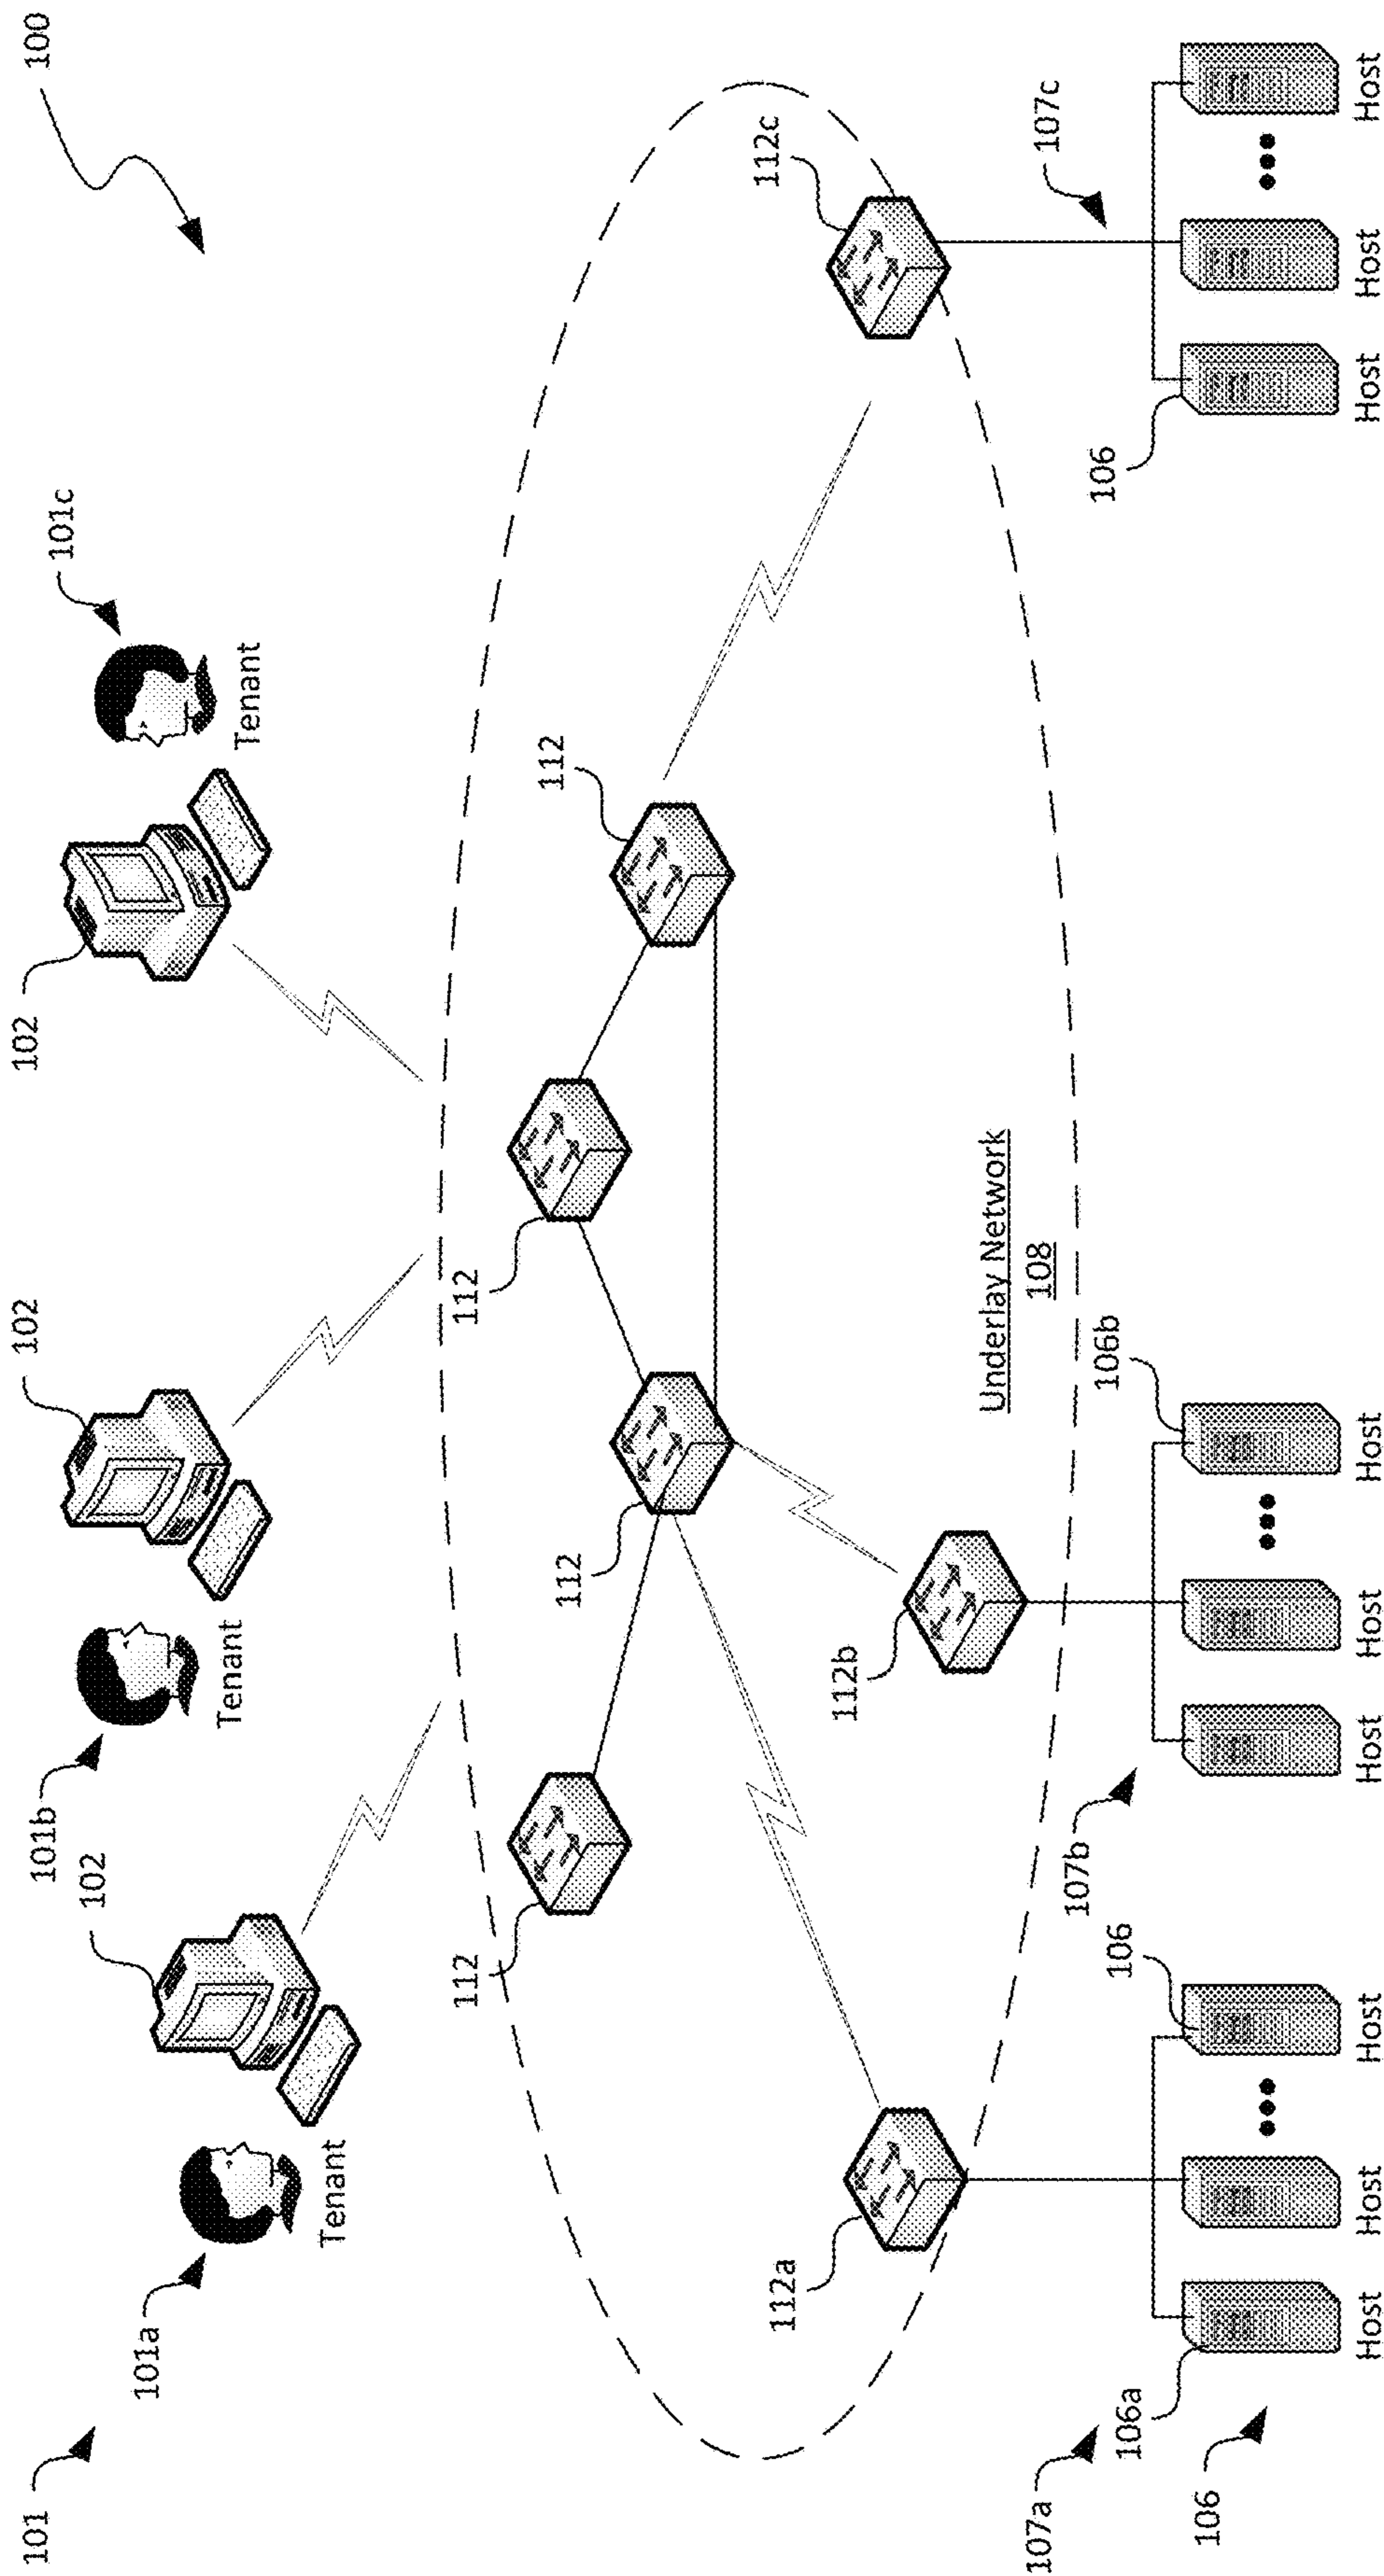 100
101
101a
101b
101c
102
102
102
Tenant
Tenant
Tenant
112
112
112
112
112a
112b
112c
Underlay Network
108
107a
107b
107c
106a
106
106b
106
106
Host
Host
Host
Host
Host
Host
Host
Host
Host